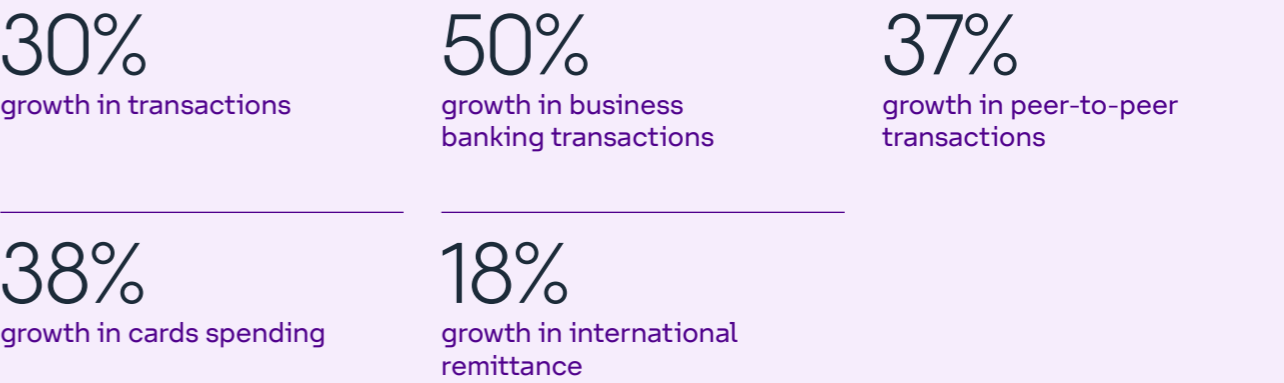 30%
growth in transactions
50%
growth in business
banking transactions
37%
growth in peer-to-peer
transactions
38%
growth in cards spending
18%
growth in international
remittance